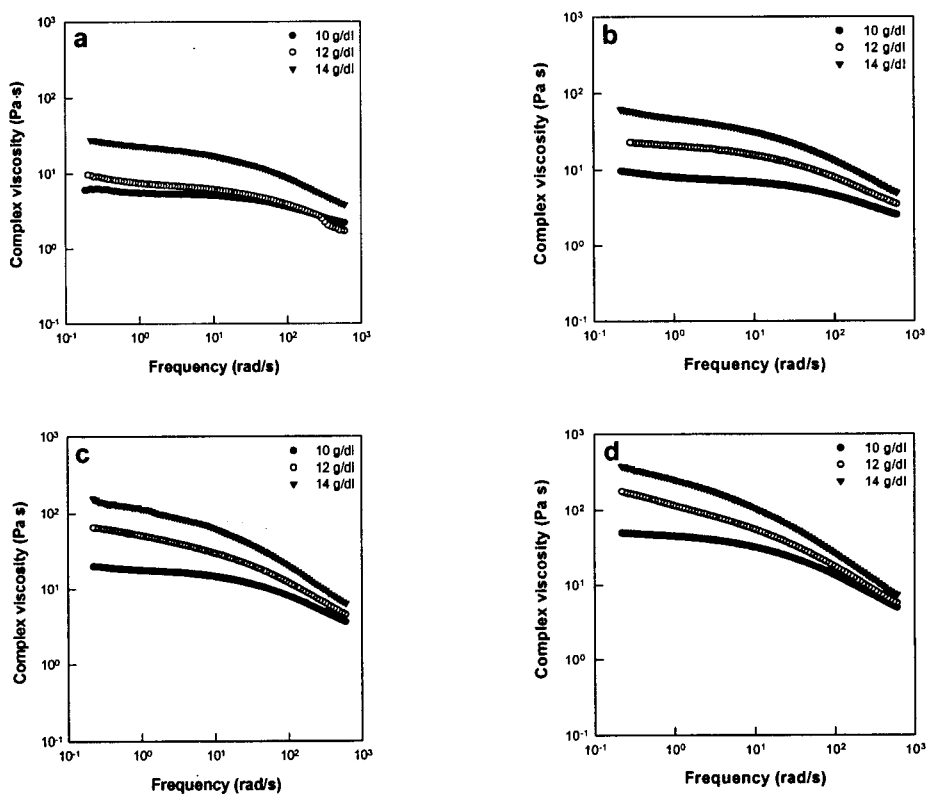 a
10 g/dl
12 g/dl
14 g/dl
Complex viscosity (Pa·s)
10³
10²
10¹
10⁰
10⁻¹
10⁻¹ 10⁰ 10¹ 10² 10³
Frequency (rad/s)
b
10 g/dl
12 g/dl
14 g/dl
Complex viscosity (Pa s)
10³
10²
10¹
10⁰
10⁻¹
10⁻¹ 10⁰ 10¹ 10² 10³
Frequency (rad/s)
c
10 g/dl
12 g/dl
14 g/dl
Complex viscosity (Pa s)
10³
10²
10¹
10⁰
10⁻¹
10⁻¹ 10⁰ 10¹ 10² 10³
Frequency (rad/s)
d
10 g/dl
12 g/dl
14 g/dl
Complex viscosity (Pa s)
10³
10²
10¹
10⁰
10⁻¹
10⁻¹ 10⁰ 10¹ 10² 10³
Frequency (rad/s)